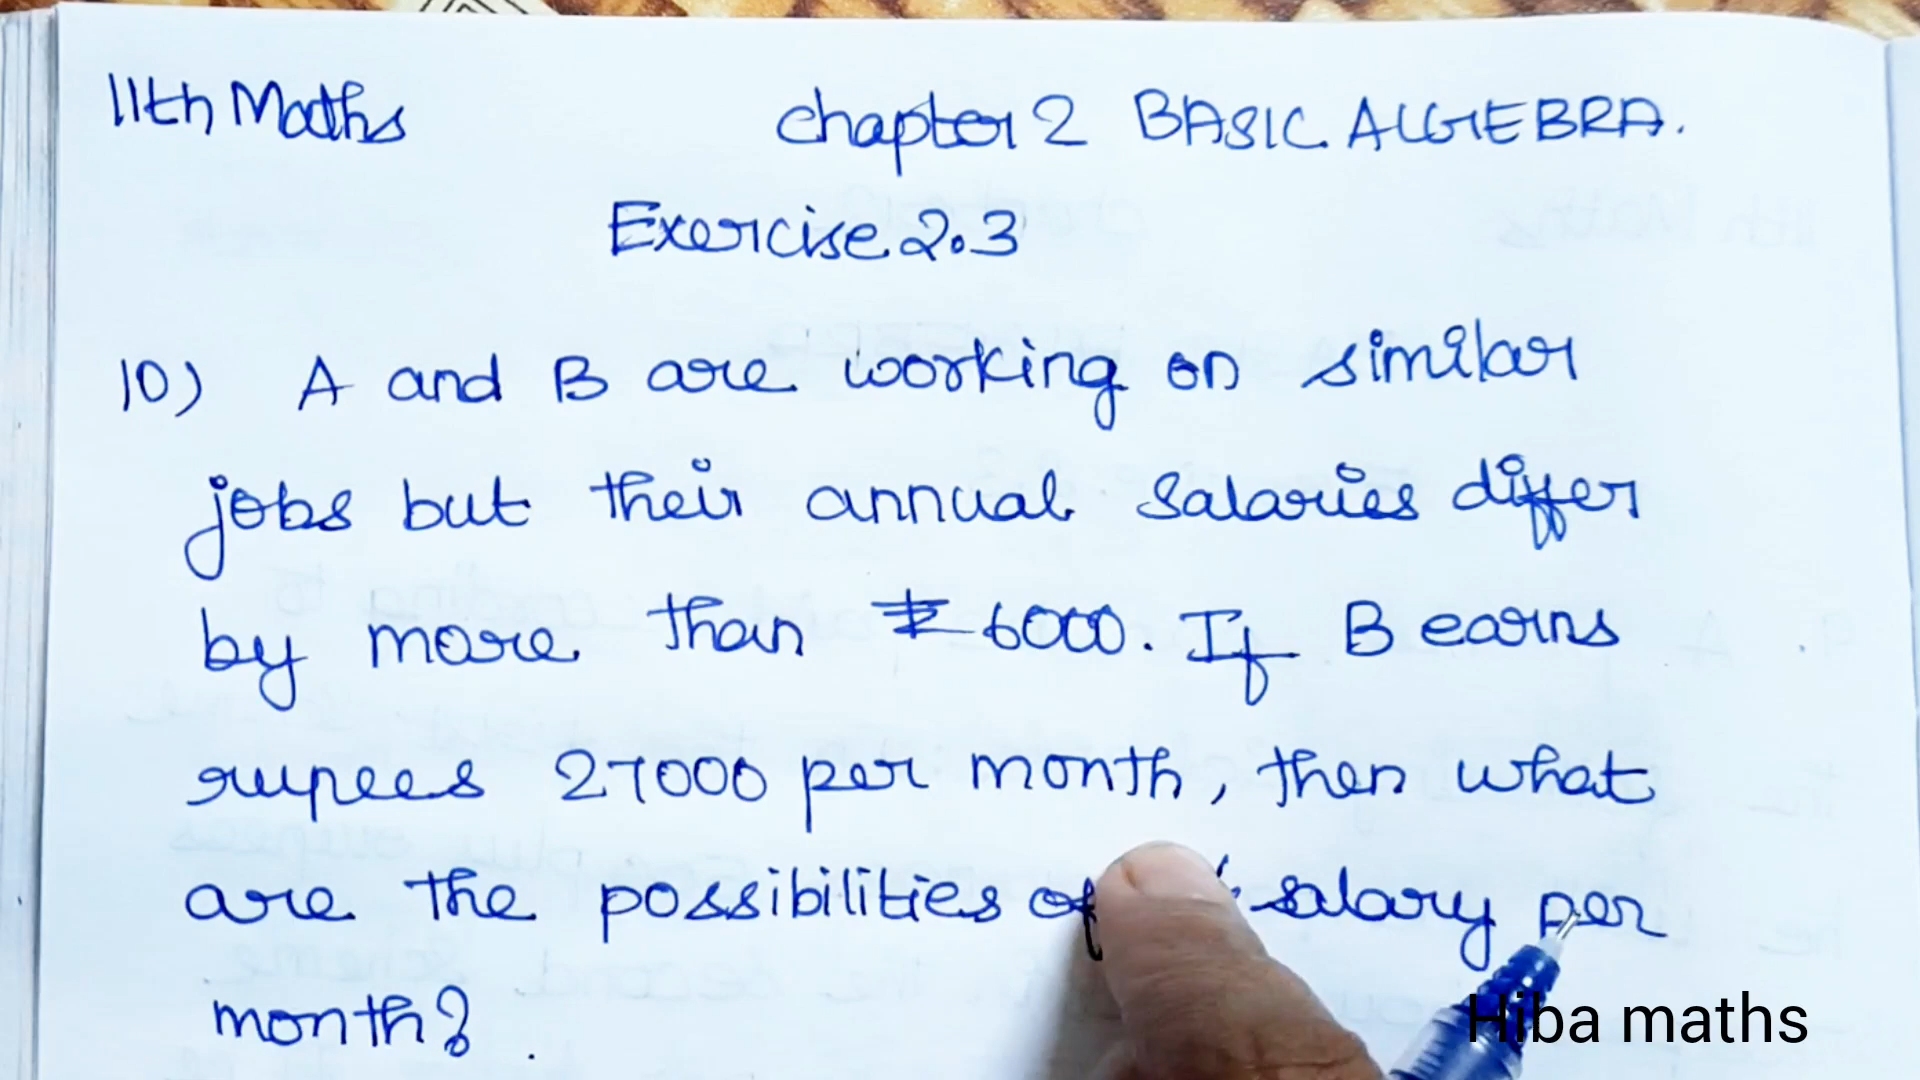 11th Maths chapter 2 BASIC ALGEBRA.
Exercise 2.3
10) A and B are working on similar
jobs but their annual salaries differ
by more than ₹ 6000. If B earns
rupees 27000 per month, then what
are the possibilities of salary per
month?
Hiba maths